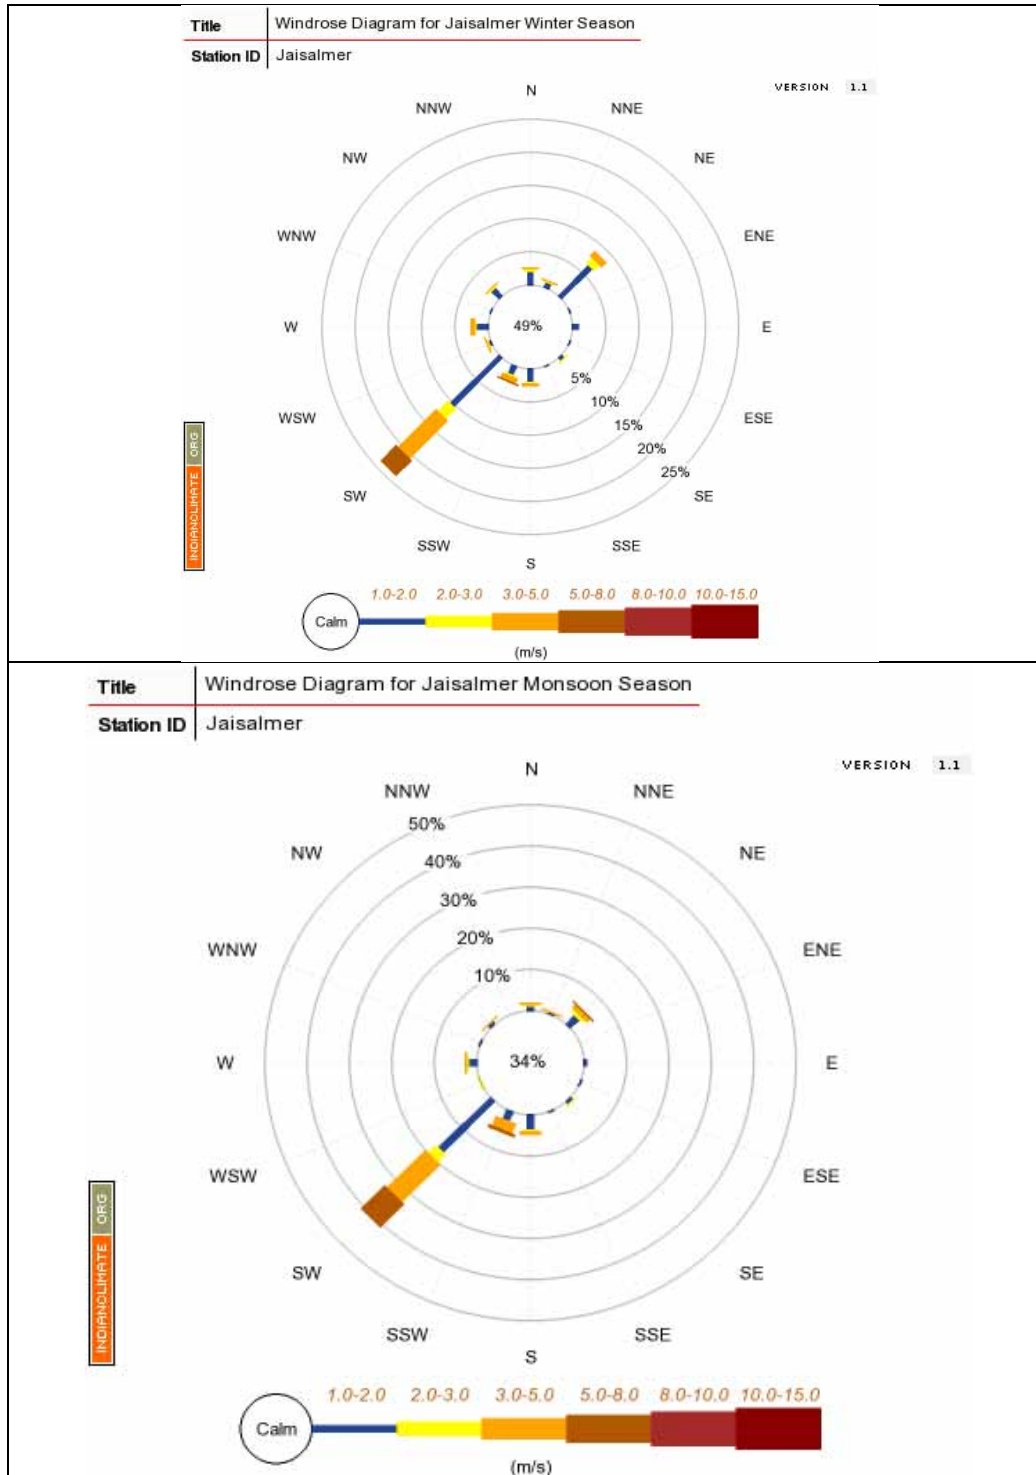 Title Windrose Diagram for Jaisalmer Winter Season
Station ID Jaisalmer
VERSION 1.1
N
NNW NNE
NW NE
WNW ENE
W 49% E
5%
10%
WSW 15% ESE
20%
25%
SW SE
SSW SSE
S
INDIANCLIMATE ORG
1.0-2.0 2.0-3.0 3.0-5.0 5.0-8.0 8.0-10.0 10.0-15.0
Calm
(m/s)
Title Windrose Diagram for Jaisalmer Monsoon Season
Station ID Jaisalmer
VERSION 1.1
N
NNW NNE
50%
NW NE
40%
30%
20%
WNW ENE
10%
W 34% E
WSW ESE
SW SE
SSW SSE
S
INDIANCLIMATE ORG
1.0-2.0 2.0-3.0 3.0-5.0 5.0-8.0 8.0-10.0 10.0-15.0
Calm
(m/s)